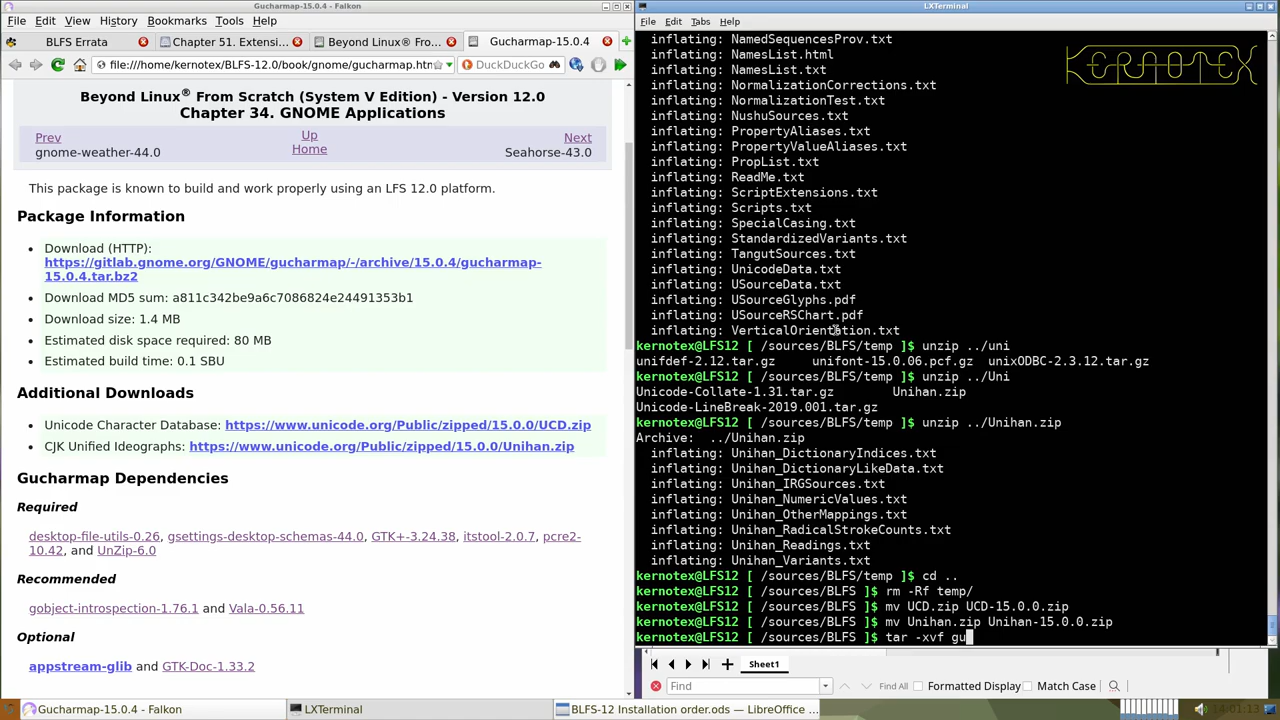 Gucharmap-15.0.4 - Falkon
File Edit View History Bookmarks Tools Help
BLFS Errata
Chapter 51. Extensi...
Beyond Linux® Fro...
Gucharmap-15.0.4
file:///home/kernotex/BLFS-12.0/book/gnome/gucharmap.htm
DuckDuckGo
Beyond Linux® From Scratch (System V Edition) - Version 12.0
Chapter 34. GNOME Applications
Prev
Up
Next
gnome-weather-44.0
Home
Seahorse-43.0
This package is known to build and work properly using an LFS 12.0 platform.
Package Information
Download (HTTP):
https://gitlab.gnome.org/GNOME/gucharmap/-/archive/15.0.4/gucharmap-
15.0.4.tar.bz2
Download MD5 sum: a811c342be9a6c7086824e24491353b1
Download size: 1.4 MB
Estimated disk space required: 80 MB
Estimated build time: 0.1 SBU
Additional Downloads
Unicode Character Database: https://www.unicode.org/Public/zipped/15.0.0/UCD.zip
CJK Unified Ideographs: https://www.unicode.org/Public/zipped/15.0.0/Unihan.zip
Gucharmap Dependencies
Required
desktop-file-utils-0.26, gsettings-desktop-schemas-44.0, GTK+-3.24.38, itstool-2.0.7, pcre2-
10.42, and UnZip-6.0
Recommended
gobject-introspection-1.76.1 and Vala-0.56.11
Optional
appstream-glib and GTK-Doc-1.33.2
LXTerminal
File Edit Tabs Help
KERNOTEX
inflating: NamedSequencesProv.txt
inflating: NamesList.html
inflating: NamesList.txt
inflating: NormalizationCorrections.txt
inflating: NormalizationTest.txt
inflating: NushuSources.txt
inflating: PropertyAliases.txt
inflating: PropertyValueAliases.txt
inflating: PropList.txt
inflating: ReadMe.txt
inflating: ScriptExtensions.txt
inflating: Scripts.txt
inflating: SpecialCasing.txt
inflating: StandardizedVariants.txt
inflating: TangutSources.txt
inflating: UnicodeData.txt
inflating: USourceData.txt
inflating: USourceGlyphs.pdf
inflating: USourceRSChart.pdf
inflating: VerticalOrientation.txt
kernotex@LFS12 [ /sources/BLFS/temp ]$ unzip ../uni
unifdef-2.12.tar.gz unifont-15.0.06.pcf.gz unixODBC-2.3.12.tar.gz
kernotex@LFS12 [ /sources/BLFS/temp ]$ unzip ../Uni
Unicode-Collate-1.31.tar.gz Unihan.zip
Unicode-LineBreak-2019.001.tar.gz
kernotex@LFS12 [ /sources/BLFS/temp ]$ unzip ../Unihan.zip
Archive: ../Unihan.zip
inflating: Unihan_DictionaryIndices.txt
inflating: Unihan_DictionaryLikeData.txt
inflating: Unihan_IRGSources.txt
inflating: Unihan_NumericValues.txt
inflating: Unihan_OtherMappings.txt
inflating: Unihan_RadicalStrokeCounts.txt
inflating: Unihan_Readings.txt
inflating: Unihan_Variants.txt
kernotex@LFS12 [ /sources/BLFS/temp ]$ cd ..
kernotex@LFS12 [ /sources/BLFS ]$ rm -Rf temp/
kernotex@LFS12 [ /sources/BLFS ]$ mv UCD.zip UCD-15.0.0.zip
kernotex@LFS12 [ /sources/BLFS ]$ mv Unihan.zip Unihan-15.0.0.zip
kernotex@LFS12 [ /sources/BLFS ]$ tar -xvf gu
Sheet1
Find
Find All
Formatted Display
Match Case
Gucharmap-15.0.4 - Falkon
LXTerminal
BLFS-12 Installation order.ods — LibreOffice ...
14:01:13